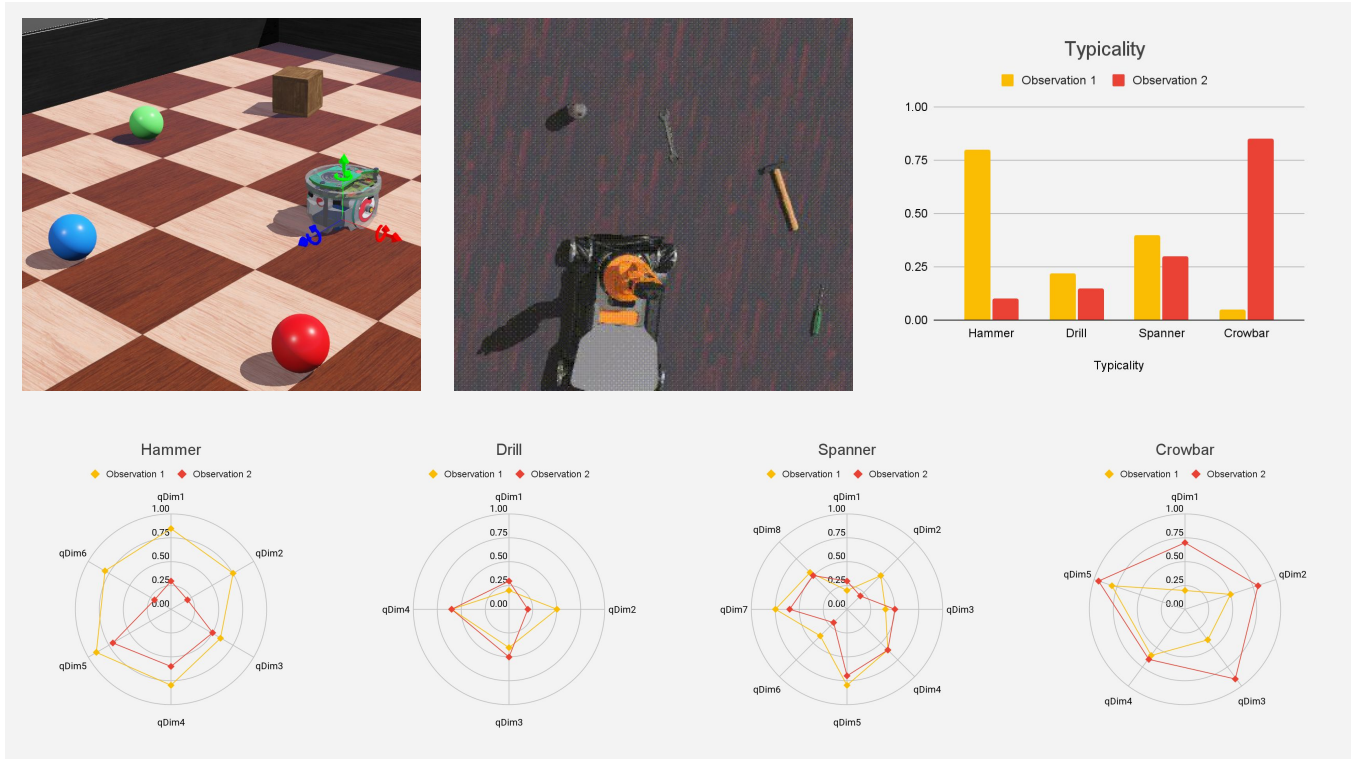 Typicality
Observation 1 Observation 2
1.00
0.75
0.50
0.25
0.00
Hammer Drill Spanner Crowbar
Typicality
Hammer
Observation 1 Observation 2
qDim1
1.00
0.75
0.50
0.25
0.00
qDim2
qDim3
qDim4
qDim5
qDim6
Drill
Observation 1 Observation 2
qDim1
1.00
0.75
0.50
0.25
0.00
qDim2
qDim3
qDim4
Spanner
Observation 1 Observation 2
qDim1
1.00
0.75
0.50
0.25
0.00
qDim2
qDim3
qDim4
qDim5
qDim6
qDim7
qDim8
Crowbar
Observation 1 Observation 2
qDim1
1.00
0.75
0.50
0.25
0.00
qDim2
qDim3
qDim4
qDim5